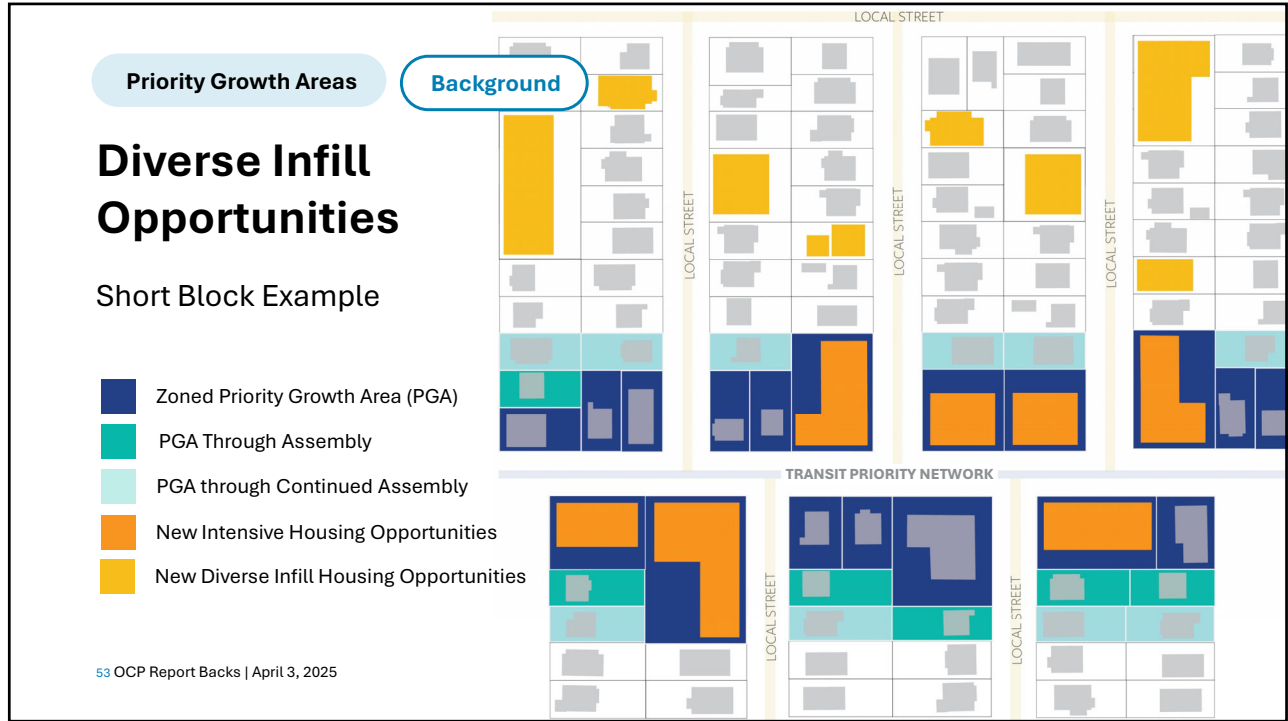 Priority Growth Areas
Background
Diverse Infill
Opportunities
Short Block Example
Zoned Priority Growth Area (PGA)
PGA Through Assembly
PGA through Continued Assembly
New Intensive Housing Opportunities
New Diverse Infill Housing Opportunities
53 OCP Report Backs | April 3, 2025
LOCAL STREET
LOCAL STREET
LOCAL STREET
LOCAL STREET
TRANSIT PRIORITY NETWORK
LOCAL STREET
LOCAL STREET